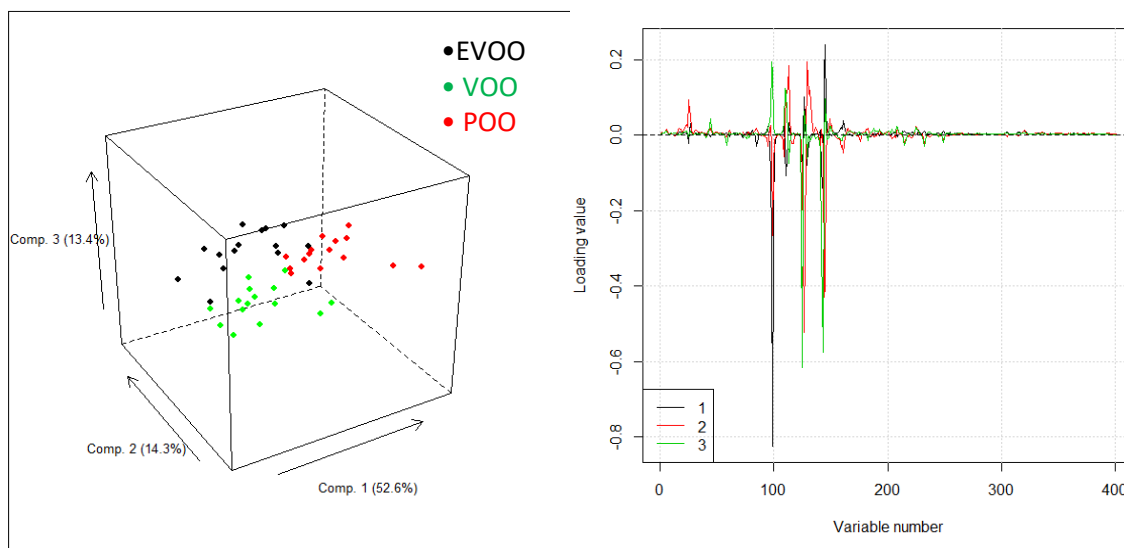 EVOO
VOO
POO
Comp. 3 (13.4%)
Comp. 2 (14.3%)
Comp. 1 (52.6%)
Loading value
0.2
0.0
-0.2
-0.4
-0.6
-0.8
1
2
3
0
100
200
300
400
Variable number